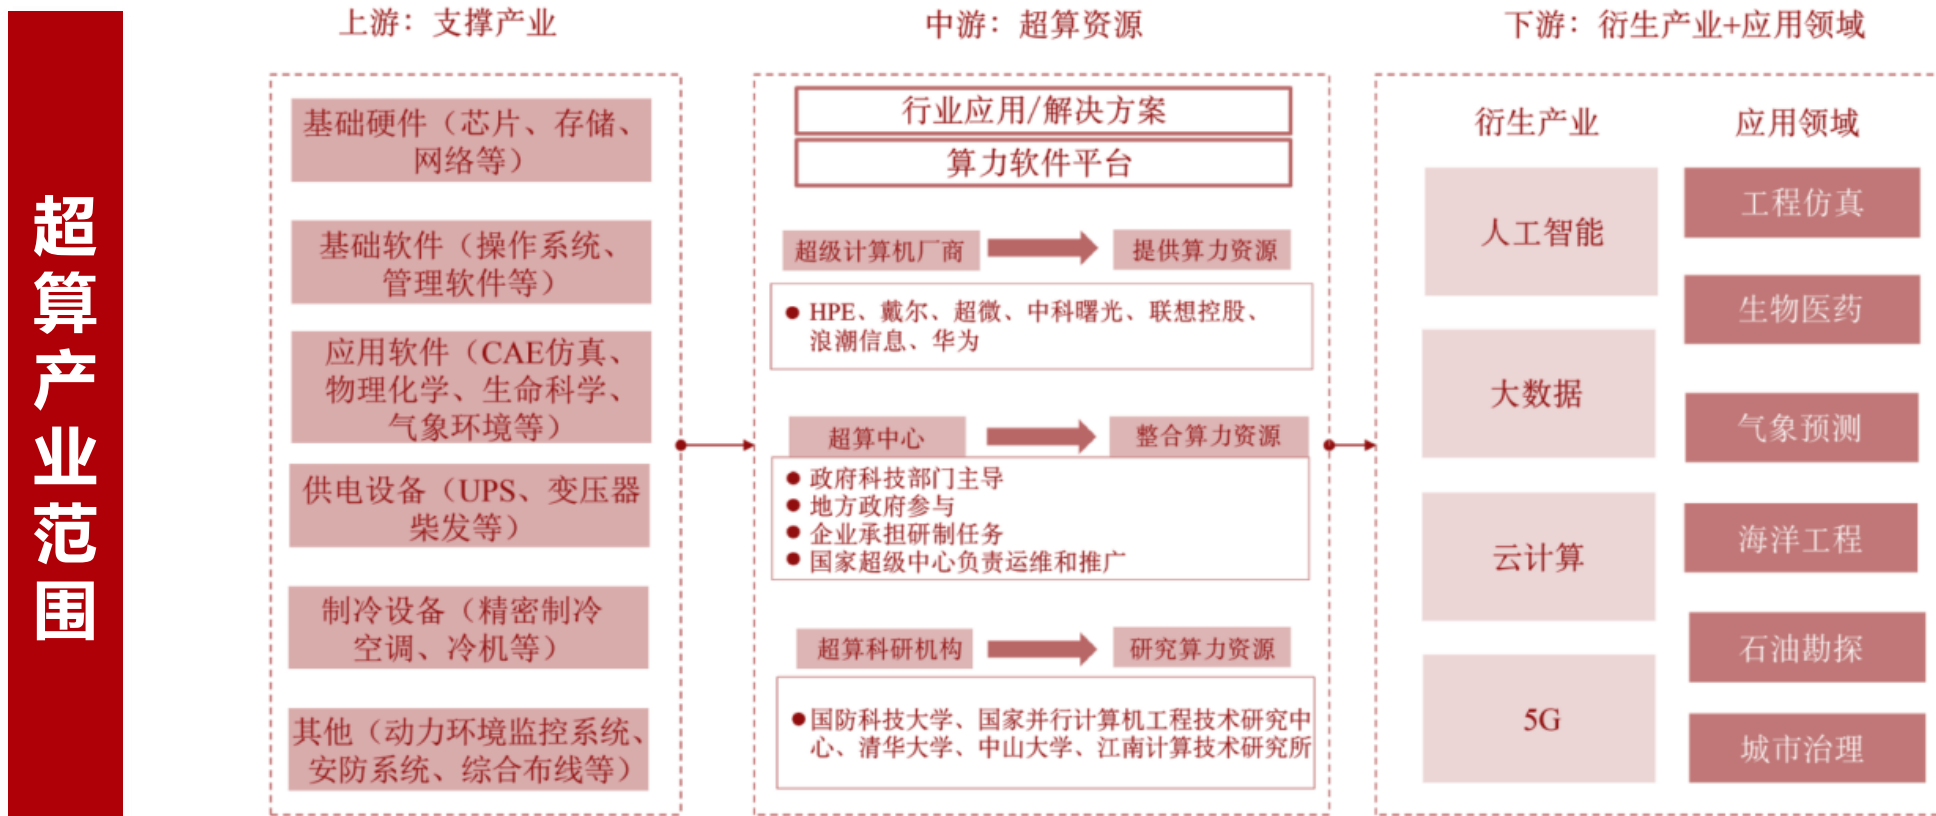 超算产业范围
上游：支撑产业
基础硬件（芯片、存储、
网络等）
基础软件（操作系统、
管理软件等）
应用软件（CAE仿真、
物理化学、生命科学、
气象环境等）
供电设备（UPS、变压器
柴发等）
制冷设备（精密制冷
空调、冷机等）
其他（动力环境监控系统、
安防系统、综合布线等）
中游：超算资源
行业应用/解决方案
算力软件平台
超级计算机厂商
提供算力资源
● HPE、戴尔、超微、中科曙光、联想控股、
浪潮信息、华为
超算中心
整合算力资源
● 政府科技部门主导
● 地方政府参与
● 企业承担研制任务
● 国家超级中心负责运维和推广
超算科研机构
研究算力资源
● 国防科技大学、国家并行计算机工程技术研究中
心、清华大学、中山大学、江南计算技术研究所
下游：衍生产业+应用领域
衍生产业
人工智能
大数据
云计算
5G
应用领域
工程仿真
生物医药
气象预测
海洋工程
石油勘探
城市治理